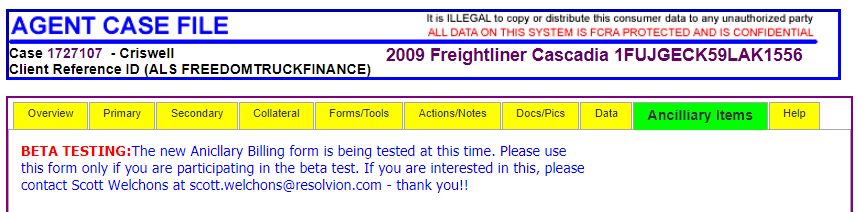 AGENT CASE FILE
It is ILLEGAL to copy or distribute this consumer data to any unauthorized party
ALL DATA ON THIS SYSTEM IS FCRA PROTECTED AND IS CONFIDENTIAL
Case 1727107 - Criswell
2009 Freightliner Cascadia 1FUJGECK59LAK1556
Client Reference ID (ALS FREEDOMTRUCKFINANCE)
Overview Primary Secondary Collateral Forms/Tools Actions/Notes Docs/Pics Data Ancilliary Items Help
BETA TESTING:The new Anicllary Billing form is being tested at this time. Please use
this form only if you are participating in the beta test. If you are interested in this, please
contact Scott Welchons at scott.welchons@resolvion.com - thank you!!